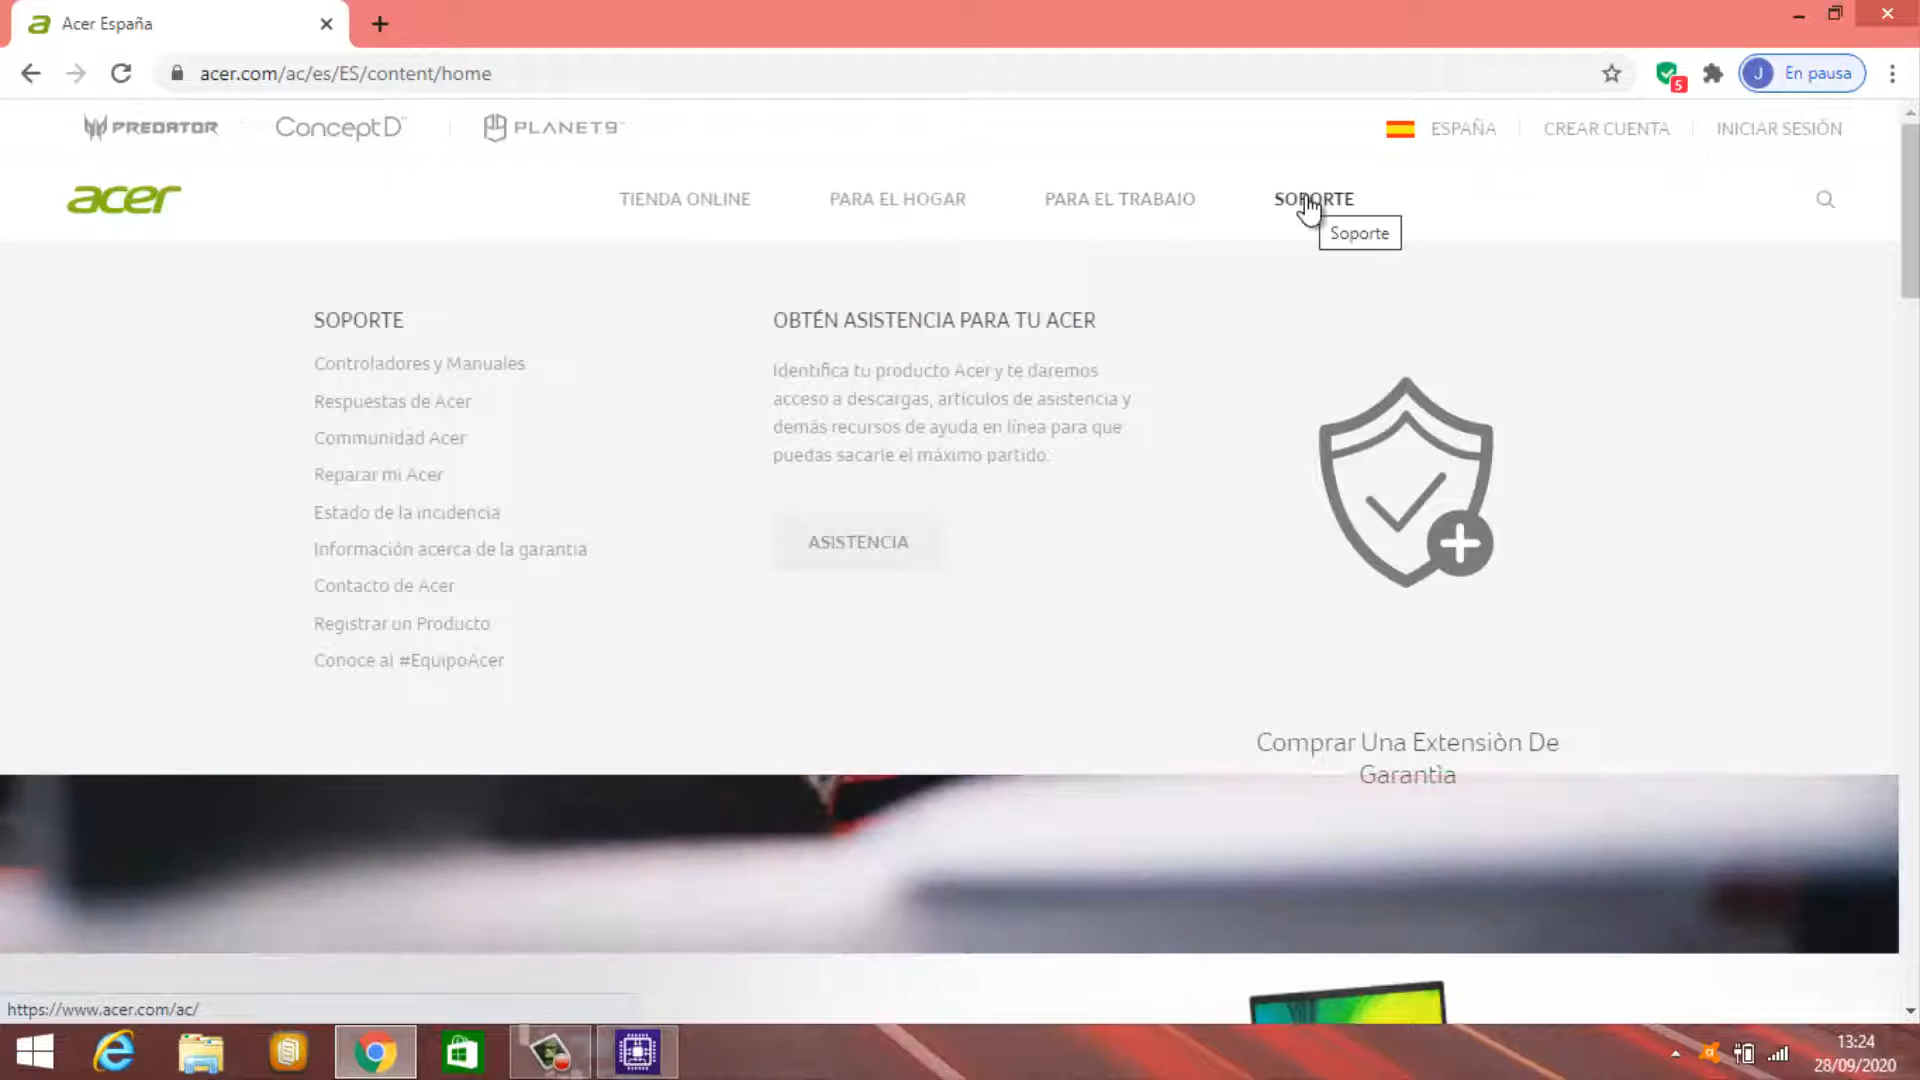 Acer España
acer.com/ac/es/ES/content/home
5
J
En pausa
PREDATOR
ConceptD
PLANET9
ESPAÑA
CREAR CUENTA
INICIAR SESIÓN
acer
TIENDA ONLINE
PARA EL HOGAR
PARA EL TRABAJO
SOPORTE
Soporte
SOPORTE
Controladores y Manuales
Respuestas de Acer
Communidad Acer
Reparar mi Acer
Estado de la incidencia
Información acerca de la garantía
Contacto de Acer
Registrar un Producto
Conoce al #EquipoAcer
OBTÉN ASISTENCIA PARA TU ACER
Identifica tu producto Acer y te daremos
acceso a descargas, artículos de asistencia y
demás recursos de ayuda en línea para que
puedas sacarle el máximo partido.
ASISTENCIA
Comprar Una Extensiòn De
Garantìa
https://www.acer.com/ac/
13:24
28/09/2020